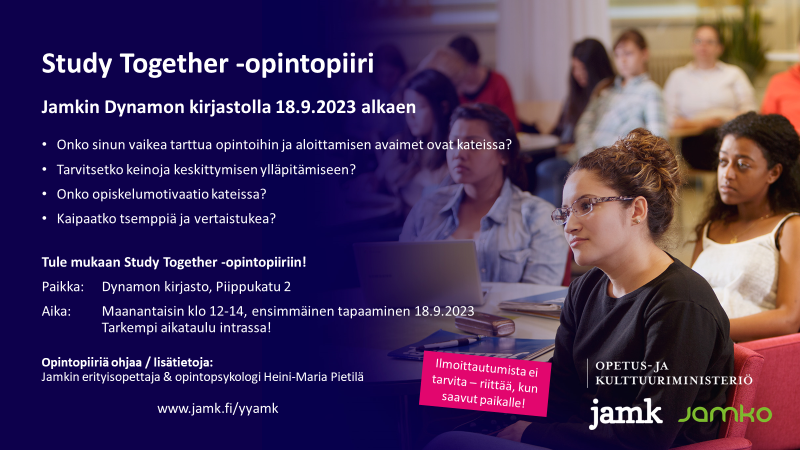 Study Together -opintopiiri
Jamkin Dynamon kirjastolla 18.9.2023 alkaen
• Onko sinun vaikea tarttua opintoihin ja aloittamisen avaimet ovat kateissa?
• Tarvitsetko keinoja keskittymisen ylläpitämiseen?
• Onko opiskelumotivaatio kateissa?
• Kaipaatko tsemppiä ja vertaistukea?
Tule mukaan Study Together -opintopiiriin!
Paikka: Dynamon kirjasto, Piippukatu 2
Aika: Maanantaisin klo 12-14, ensimmäinen tapaaminen 18.9.2023
Tarkempi aikataulu intrassa!
Opintopiiriä ohjaa / lisätietoja:
Jamkin erityisopettaja & opintopsykologi Heini-Maria Pietilä
www.jamk.fi/yyamk
Ilmoittautumista ei
tarvita – riittää, kun
saavut paikalle!
OPETUS- JA
KULTTUURIMINISTERIÖ
jamk JAMKO